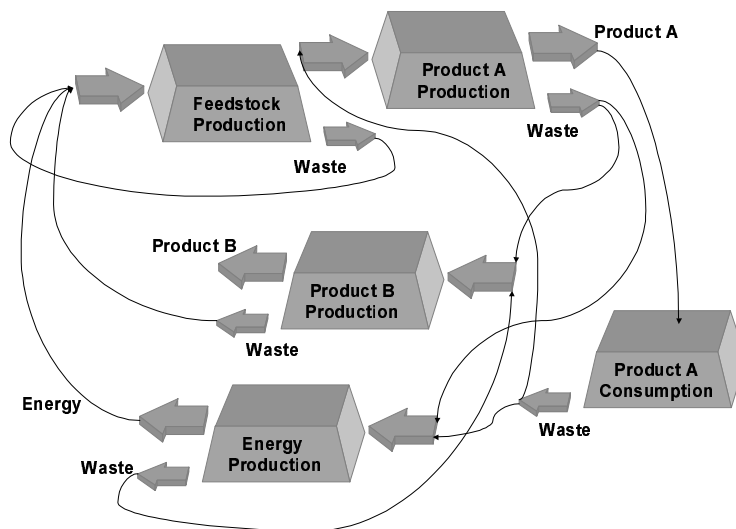 Product A
Feedstock
Production
Product A
Production
Waste
Waste
Product B
Product B
Production
Waste
Product A
Consumption
Waste
Energy
Energy
Production
Waste